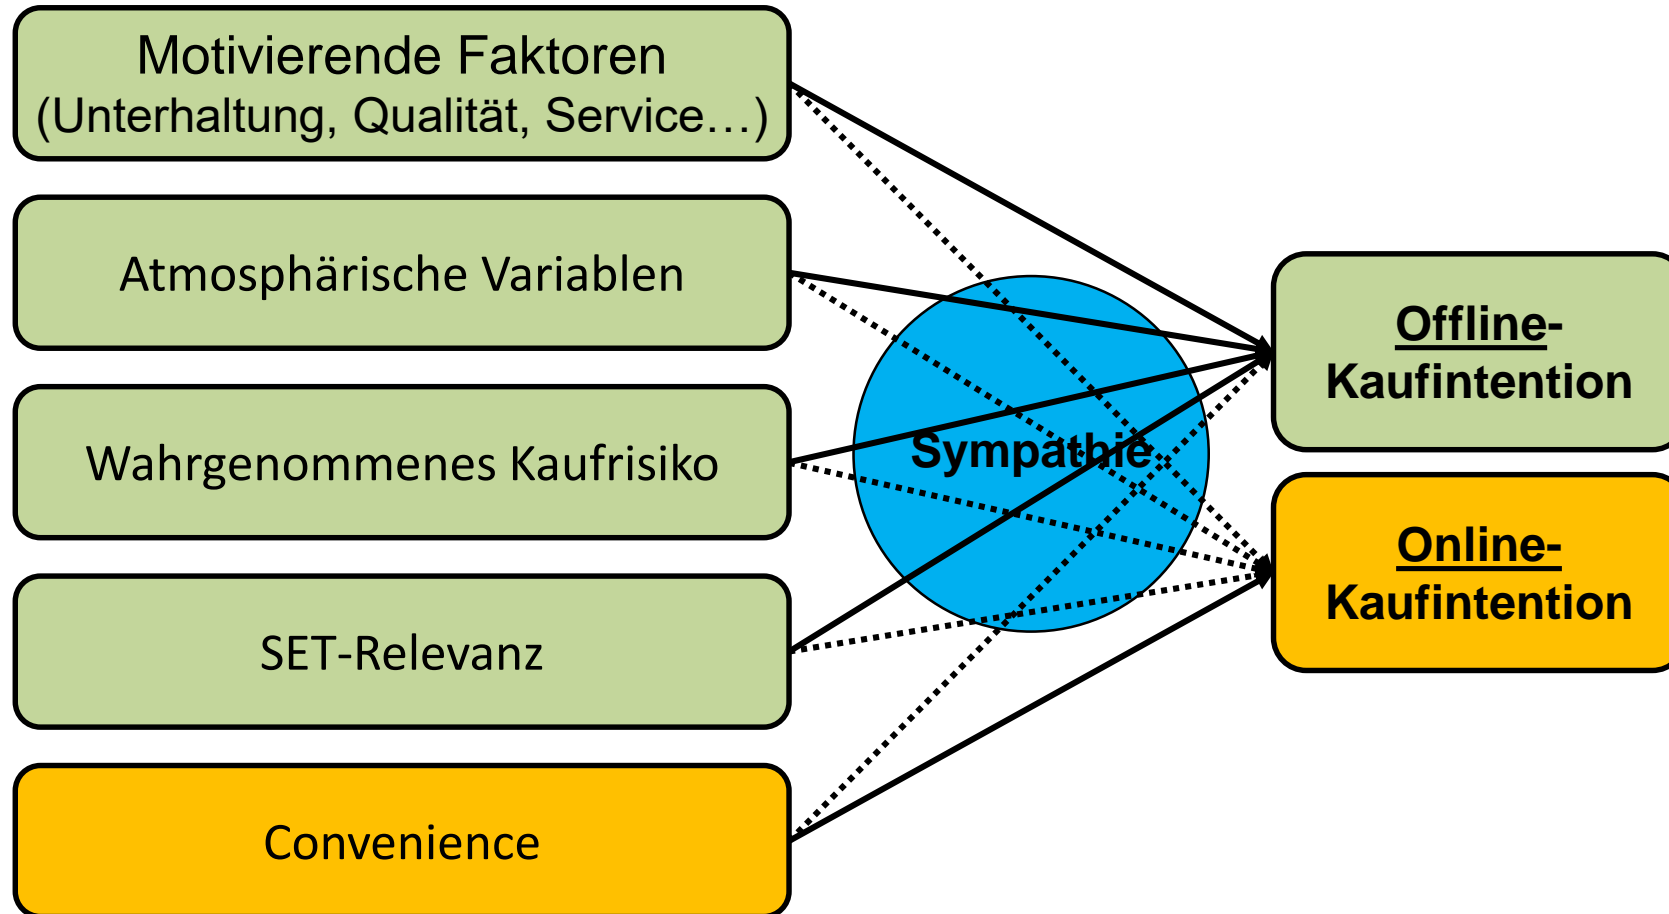 Motivierende Faktoren
(Unterhaltung, Qualität, Service…)
Atmosphärische Variablen
Wahrgenommenes Kaufrisiko
SET-Relevanz
Convenience
Sympathie
Offline-
Kaufintention
Online-
Kaufintention